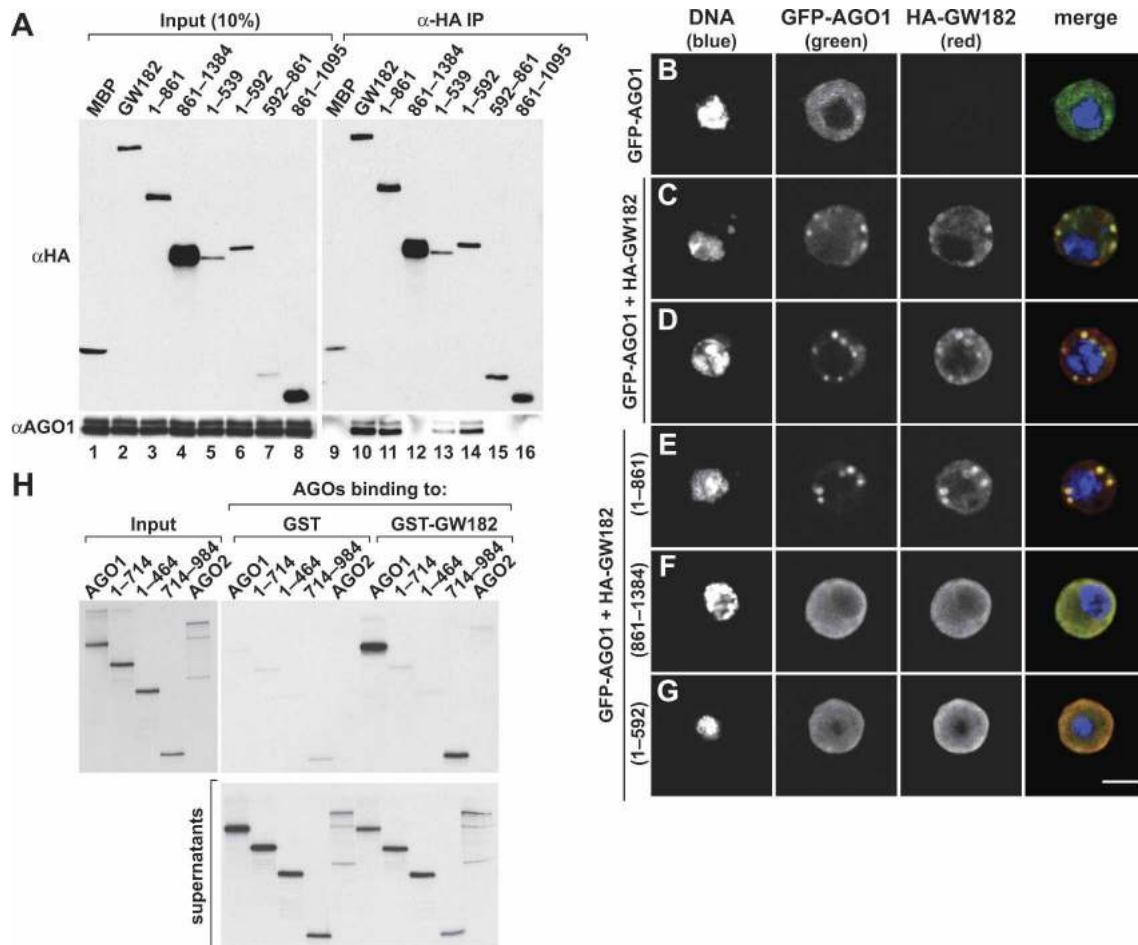 A
Input (10%)
α-HA IP
MBP
GW182
1–861
861–1384
1–539
1–592
592–861
861–1095
MBP
GW182
1–861
861–1384
1–539
1–592
592–861
861–1095
αHA
αAGO1
1 2 3 4 5 6 7 8 9 10 11 12 13 14 15 16
DNA GFP-AGO1 HA-GW182 merge
(blue) (green) (red)
B
GFP-AGO1
C
D
GFP-AGO1 + HA-GW182
E
(1–861)
F
(861–1384)
G
(1–592)
GFP-AGO1 + HA-GW182
H
AGOs binding to:
Input
GST
GST-GW182
AGO1
1–714
1–464
714–984
AGO2
AGO1
1–714
1–464
714–984
AGO2
AGO1
1–714
1–464
714–984
AGO2
supernatants